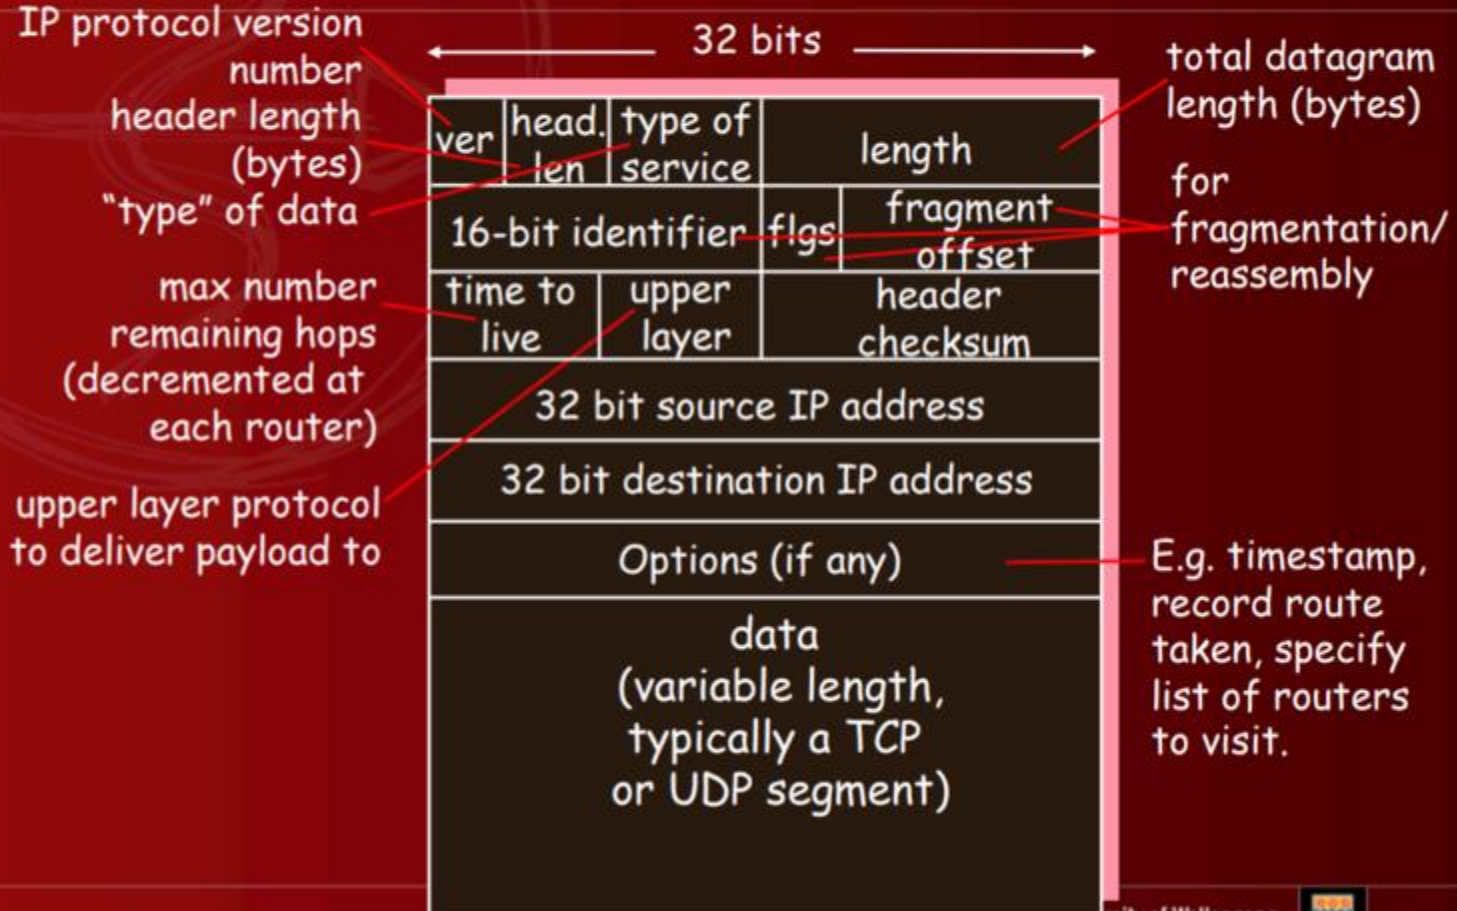 IP protocol version
number
header length
(bytes)
"type" of data
max number
remaining hops
(decremented at
each router)
upper layer protocol
to deliver payload to
32 bits
ver
head.
len
type of
service
length
16-bit identifier
flgs
fragment
offset
time to
live
upper
layer
header
checksum
32 bit source IP address
32 bit destination IP address
Options (if any)
data
(variable length,
typically a TCP
or UDP segment)
total datagram
length (bytes)
for
fragmentation/
reassembly
E.g. timestamp,
record route
taken, specify
list of routers
to visit.